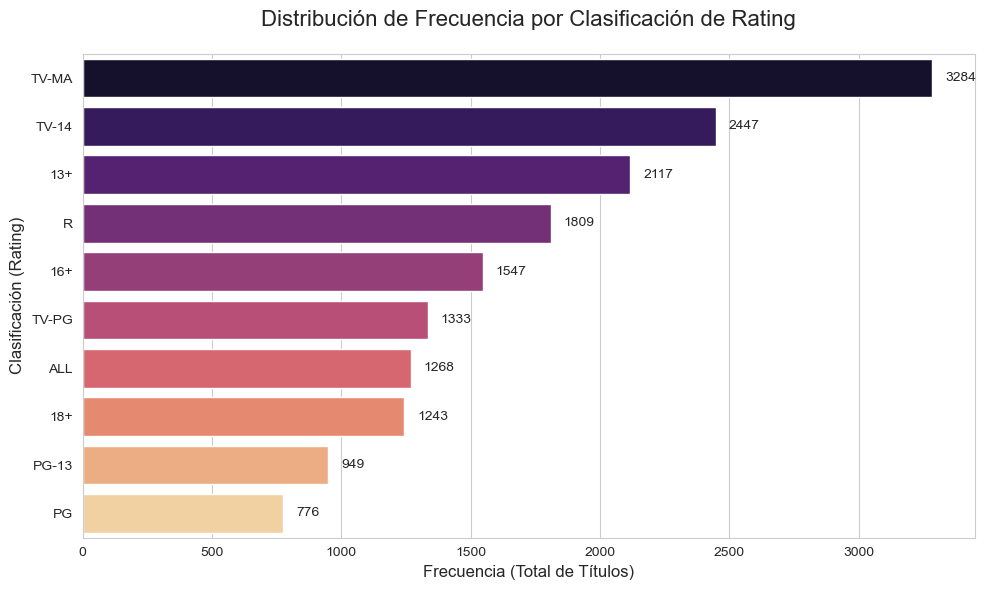 Distribución de Frecuencia por Clasificación de Rating
Clasificación (Rating)
TV-MA 3284
TV-14 2447
13+ 2117
R 1809
16+ 1547
TV-PG 1333
ALL 1268
18+ 1243
PG-13 949
PG 776
0 500 1000 1500 2000 2500 3000
Frecuencia (Total de Títulos)